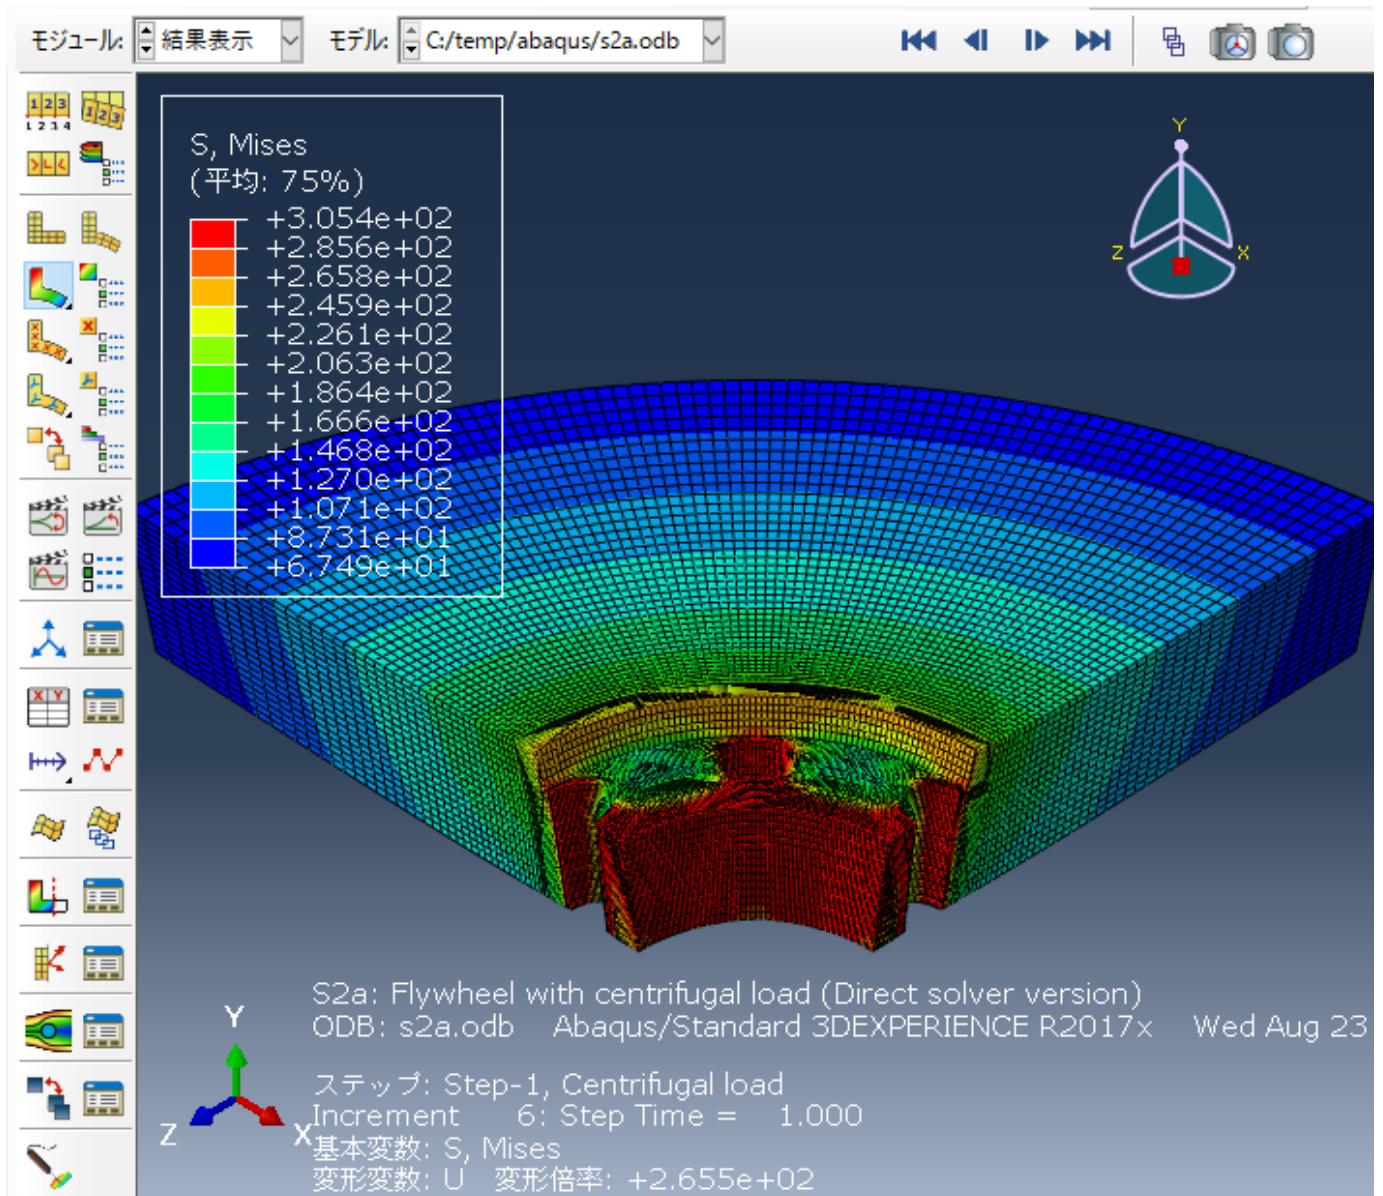 モジュール: 結果表示 モデル: C:/temp/abaqus/s2a.odb
S, Mises
(平均: 75%)
+3.054e+02
+2.856e+02
+2.658e+02
+2.459e+02
+2.261e+02
+2.063e+02
+1.864e+02
+1.666e+02
+1.468e+02
+1.270e+02
+1.071e+02
+8.731e+01
+6.749e+01
Y
Z X
S2a: Flywheel with centrifugal load (Direct solver version)
ODB: s2a.odb Abaqus/Standard 3DEXPERIENCE R2017x Wed Aug 23
Y
Z X
ステップ: Step-1, Centrifugal load
Increment 6: Step Time = 1.000
基本変数: S, Mises
変形変数: U 変形倍率: +2.655e+02